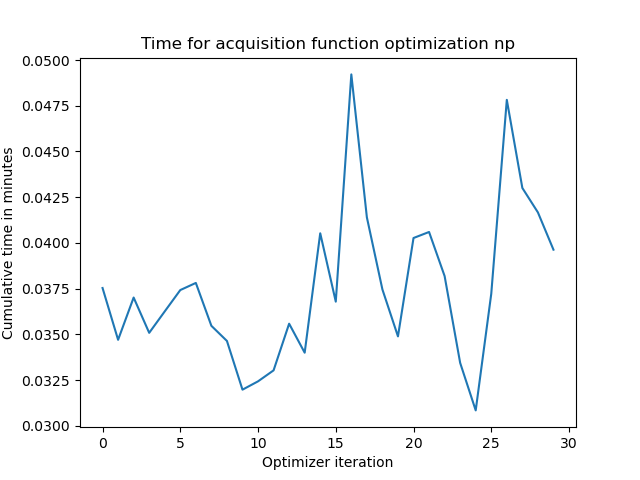 Time for acquisition function optimization np
0.0500
0.0475
0.0450
0.0425
0.0400
0.0375
0.0350
0.0325
0.0300
Cumulative time in minutes
0 5 10 15 20 25 30
Optimizer iteration